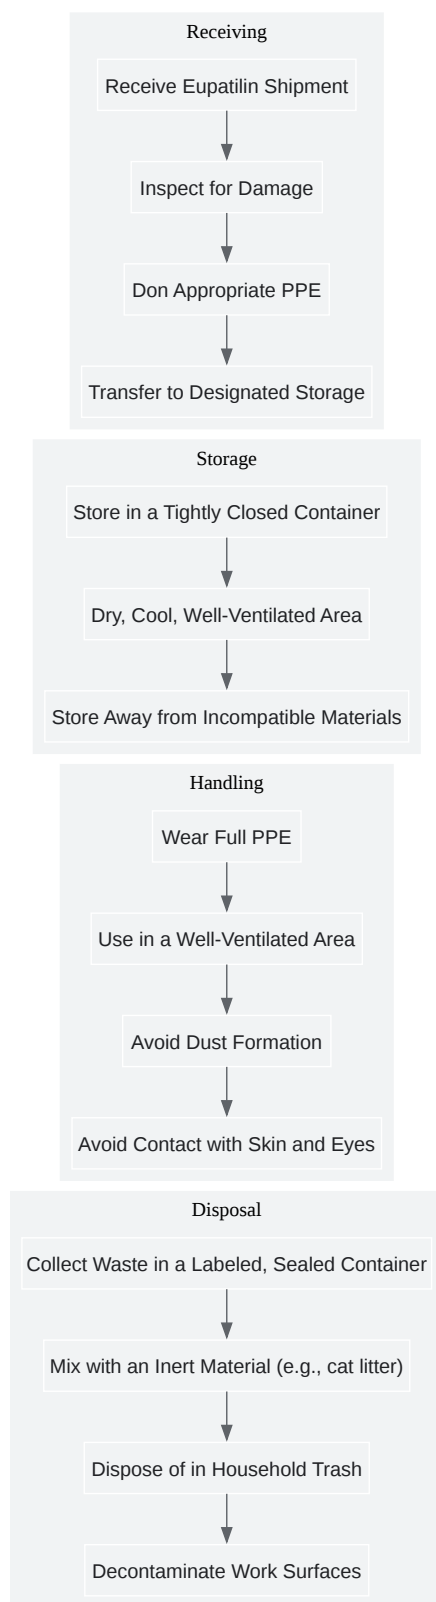 Receiving
Receive Eupatilin Shipment
Inspect for Damage
Don Appropriate PPE
Transfer to Designated Storage
Storage
Store in a Tightly Closed Container
Dry, Cool, Well-Ventilated Area
Store Away from Incompatible Materials
Handling
Wear Full PPE
Use in a Well-Ventilated Area
Avoid Dust Formation
Avoid Contact with Skin and Eyes
Disposal
Collect Waste in a Labeled, Sealed Container
Mix with an Inert Material (e.g., cat litter)
Dispose of in Household Trash
Decontaminate Work Surfaces